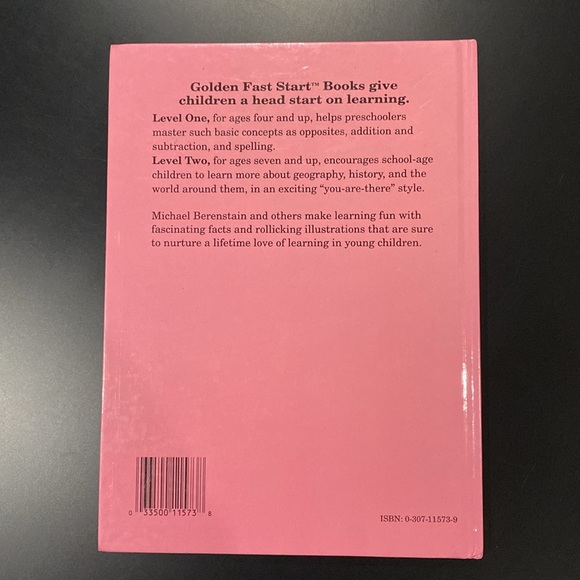 Golden Fast Start™ Books give
children a head start on learning.
Level One, for ages four and up, helps preschoolers
master such basic concepts as opposites, addition and
subtraction, and spelling.
Level Two, for ages seven and up, encourages school-age
children to learn more about geography, history, and
the world around them, in an exciting “you-are-there” style.
Michael Berenstain and others make learning fun with
fascinating facts and rollicking illustrations that are sure
to nurture a lifetime love of learning in young children.
0 33500 11573 8
ISBN: 0-307-11573-9